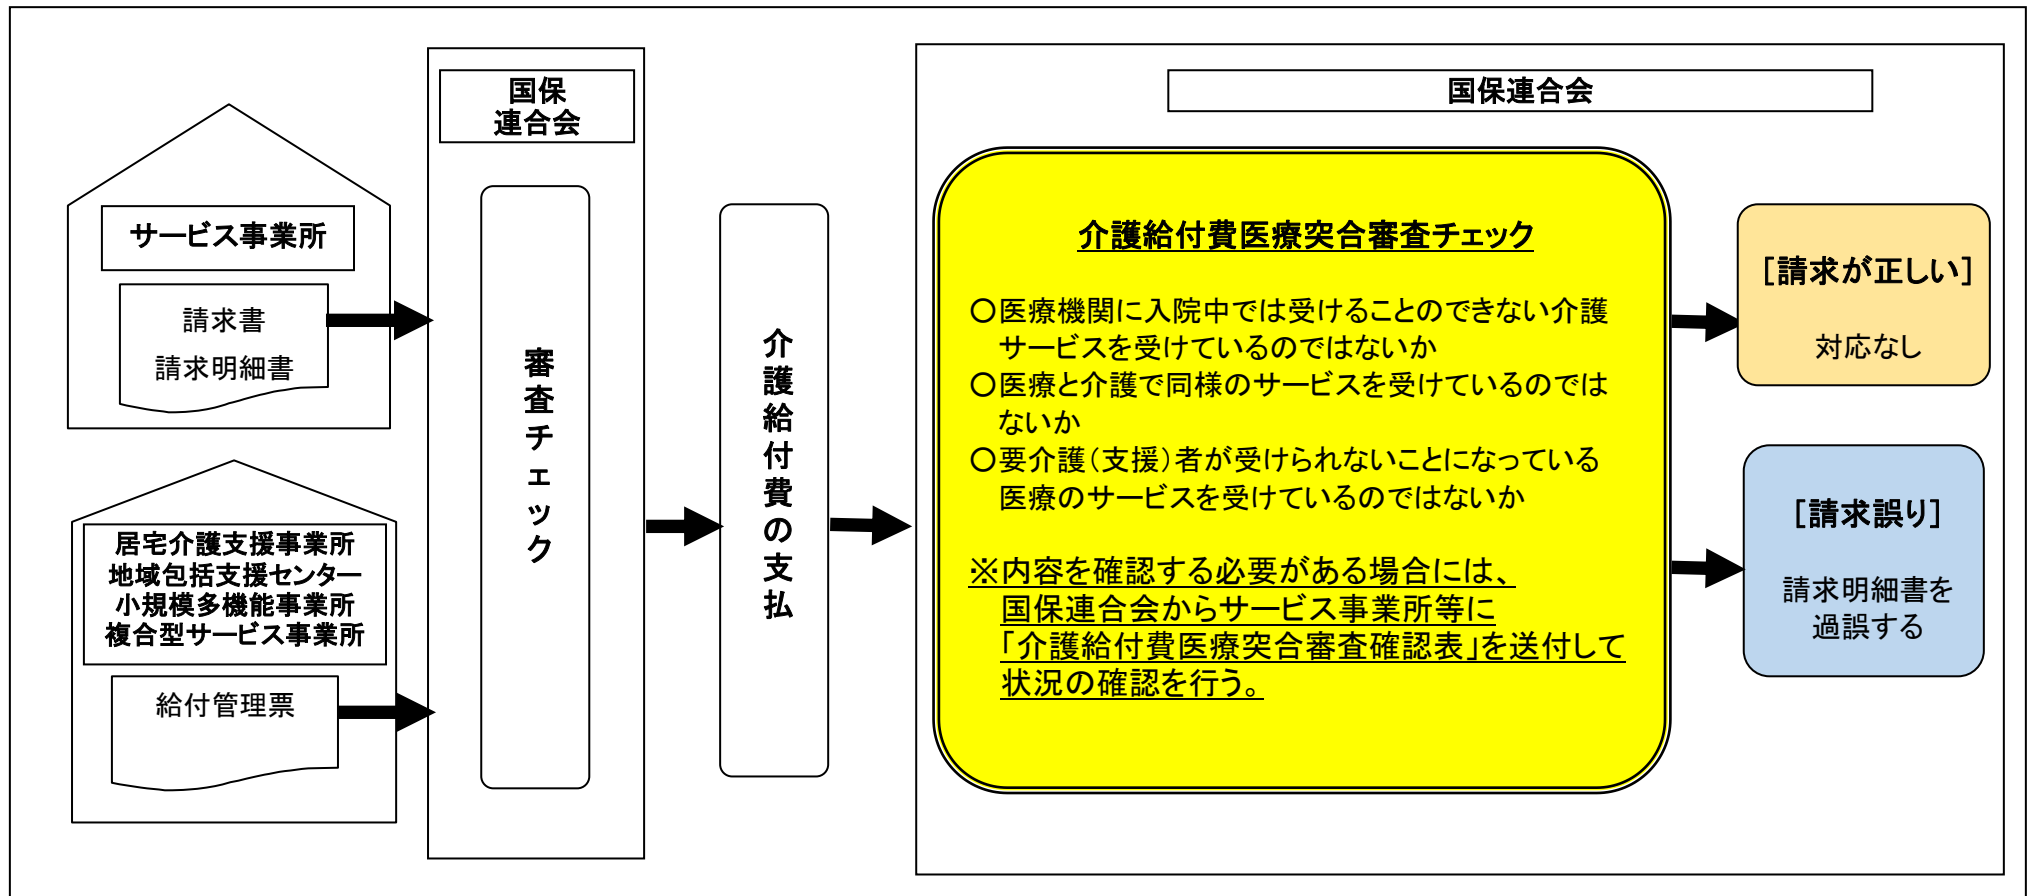 サービス事業所
請求書
請求明細書
居宅介護支援事業所
地域包括支援センター
小規模多機能事業所
複合型サービス事業所
給付管理票
国保
連合会
審査チェック
介護給付費の支払
国保連合会
介護給付費医療突合審査チェック
○医療機関に入院中では受けることのできない介護
サービスを受けているのではないか
○医療と介護で同様のサービスを受けているのでは
ないか
○要介護(支援)者が受けられないことになっている
医療のサービスを受けているのではないか
※内容を確認する必要がある場合には、
国保連合会からサービス事業所等に
「介護給付費医療突合審査確認表」を送付して
状況の確認を行う。
[請求が正しい]
対応なし
[請求誤り]
請求明細書を
過誤する